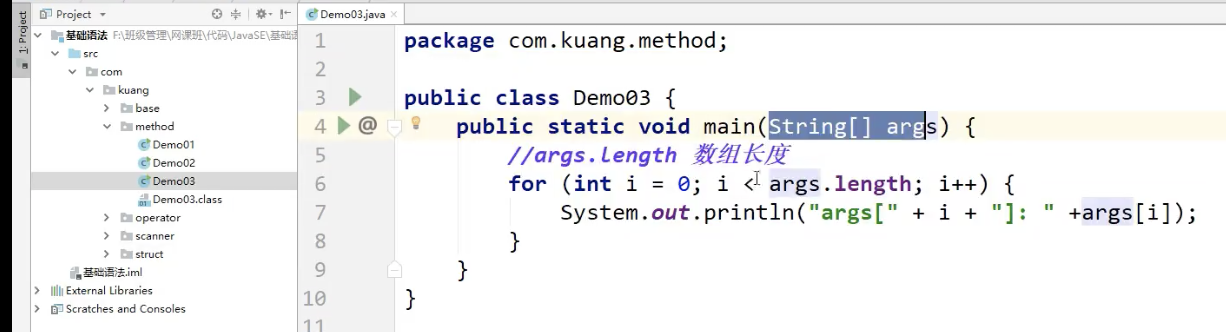 1: Project
Project
Demo03.java
基础语法 F:\班级管理\网课班\代码\JavaSE\基础语
src
com
kuang
base
method
Demo01
Demo02
Demo03
Demo03.class
operator
scanner
struct
基础语法.iml
External Libraries
Scratches and Consoles
1 package com.kuang.method;
2
3 public class Demo03 {
4 @ public static void main(String[] args) {
5 //args.length 数组长度
6 for (int i = 0; i < args.length; i++) {
7 System.out.println("args[" + i + "]: " +args[i]);
8 }
9 }
10 }
11